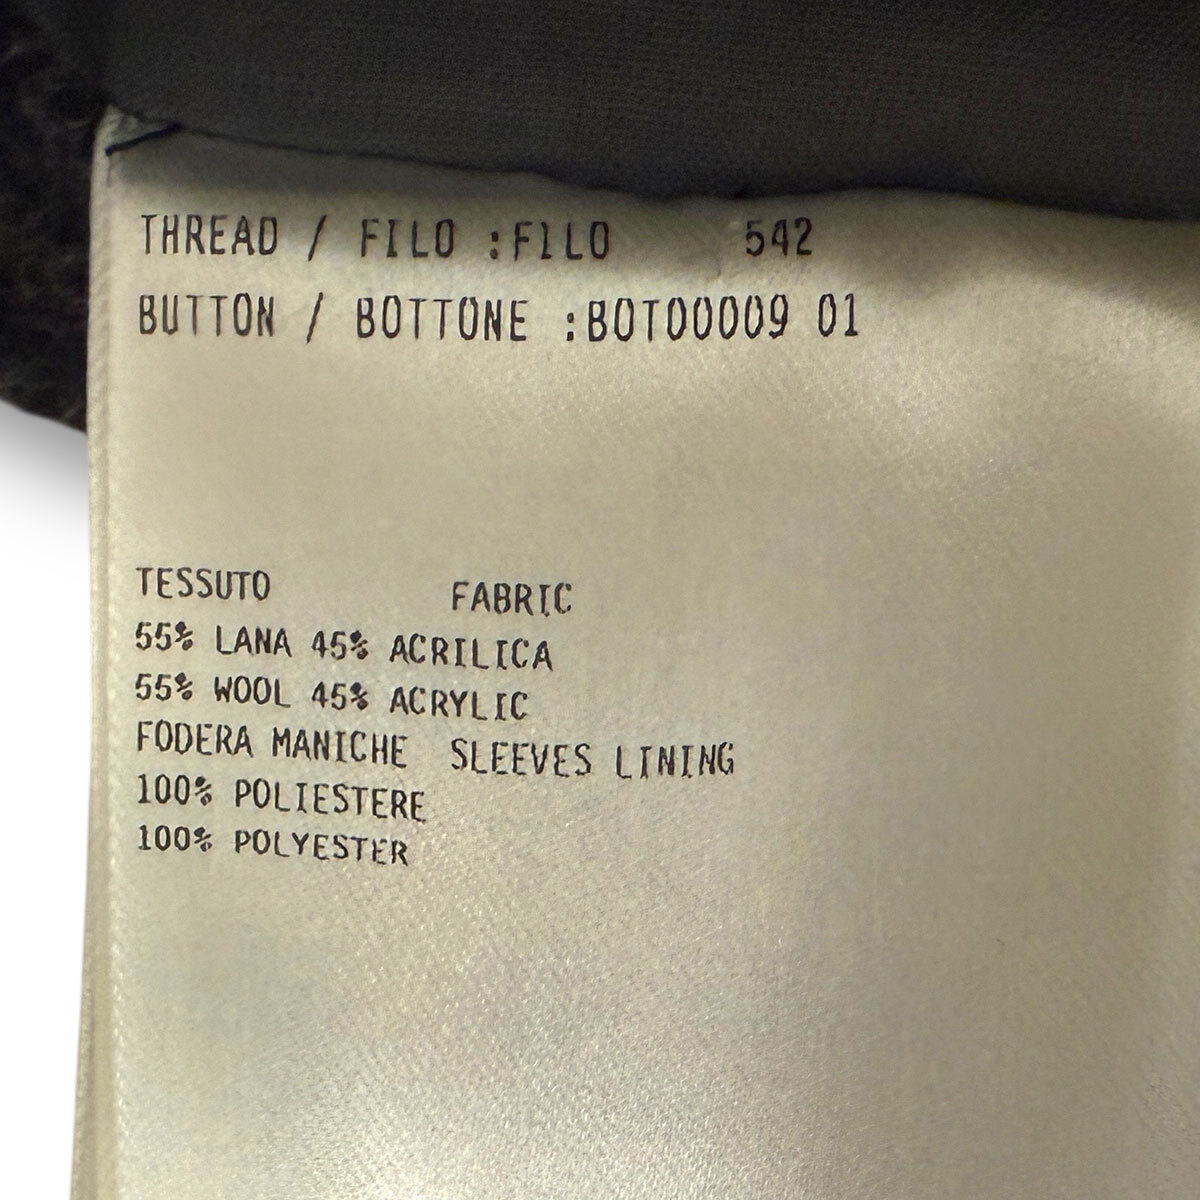 THREAD / FILO :FILO 542
BUTTON / BOTTONE :BOT00009 01
TESSUTO FABRIC
55% LANA 45% ACRILICA
55% WOOL 45% ACRYLIC
FODERA MANICHE SLEEVES LINING
100% POLIESTERE
100% POLYESTER